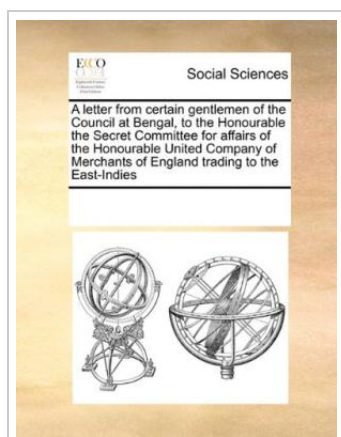 ECCO
Social Sciences
A letter from certain gentlemen of the
Council at Bengal, to the Honourable
the Secret Committee for affairs of
the Honourable United Company of
Merchants of England trading to the
East-Indies